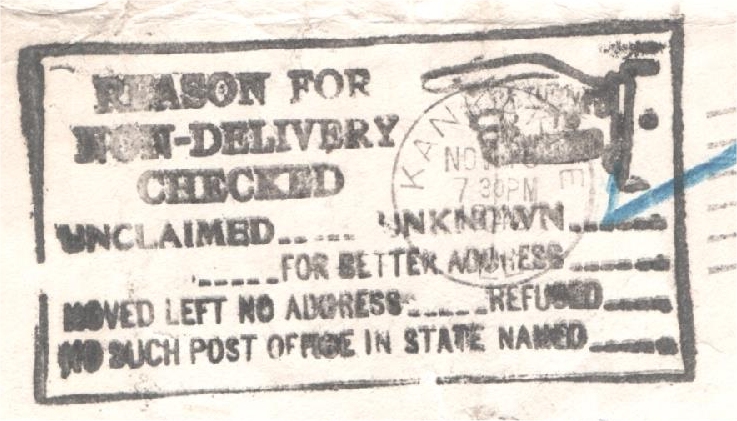 REASON FOR
NON-DELIVERY
CHECKED
UNCLAIMED UNKNOWN
FOR BETTER ADDRESS
MOVED LEFT NO ADDRESS REFUSED
NO SUCH POST OFFICE IN STATE NAMED
KANK E
NOV
7 30PM